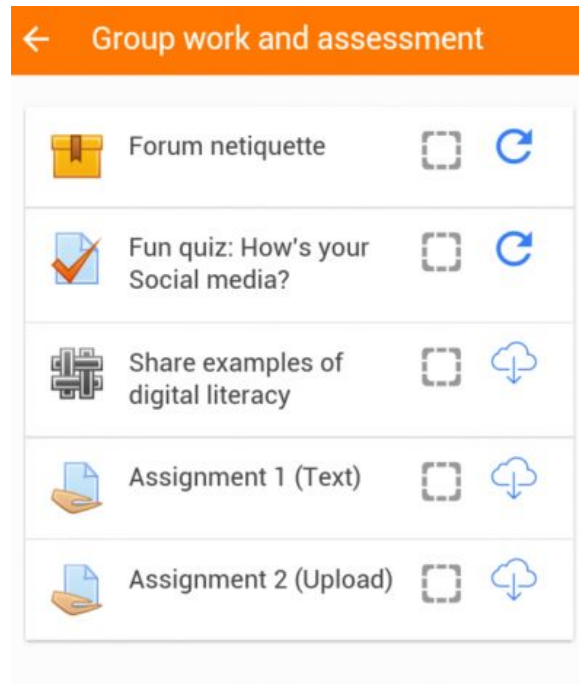 Group work and assessment
Forum netiquette
Fun quiz: How's your
Social media?
Share examples of
digital literacy
Assignment 1 (Text)
Assignment 2 (Upload)